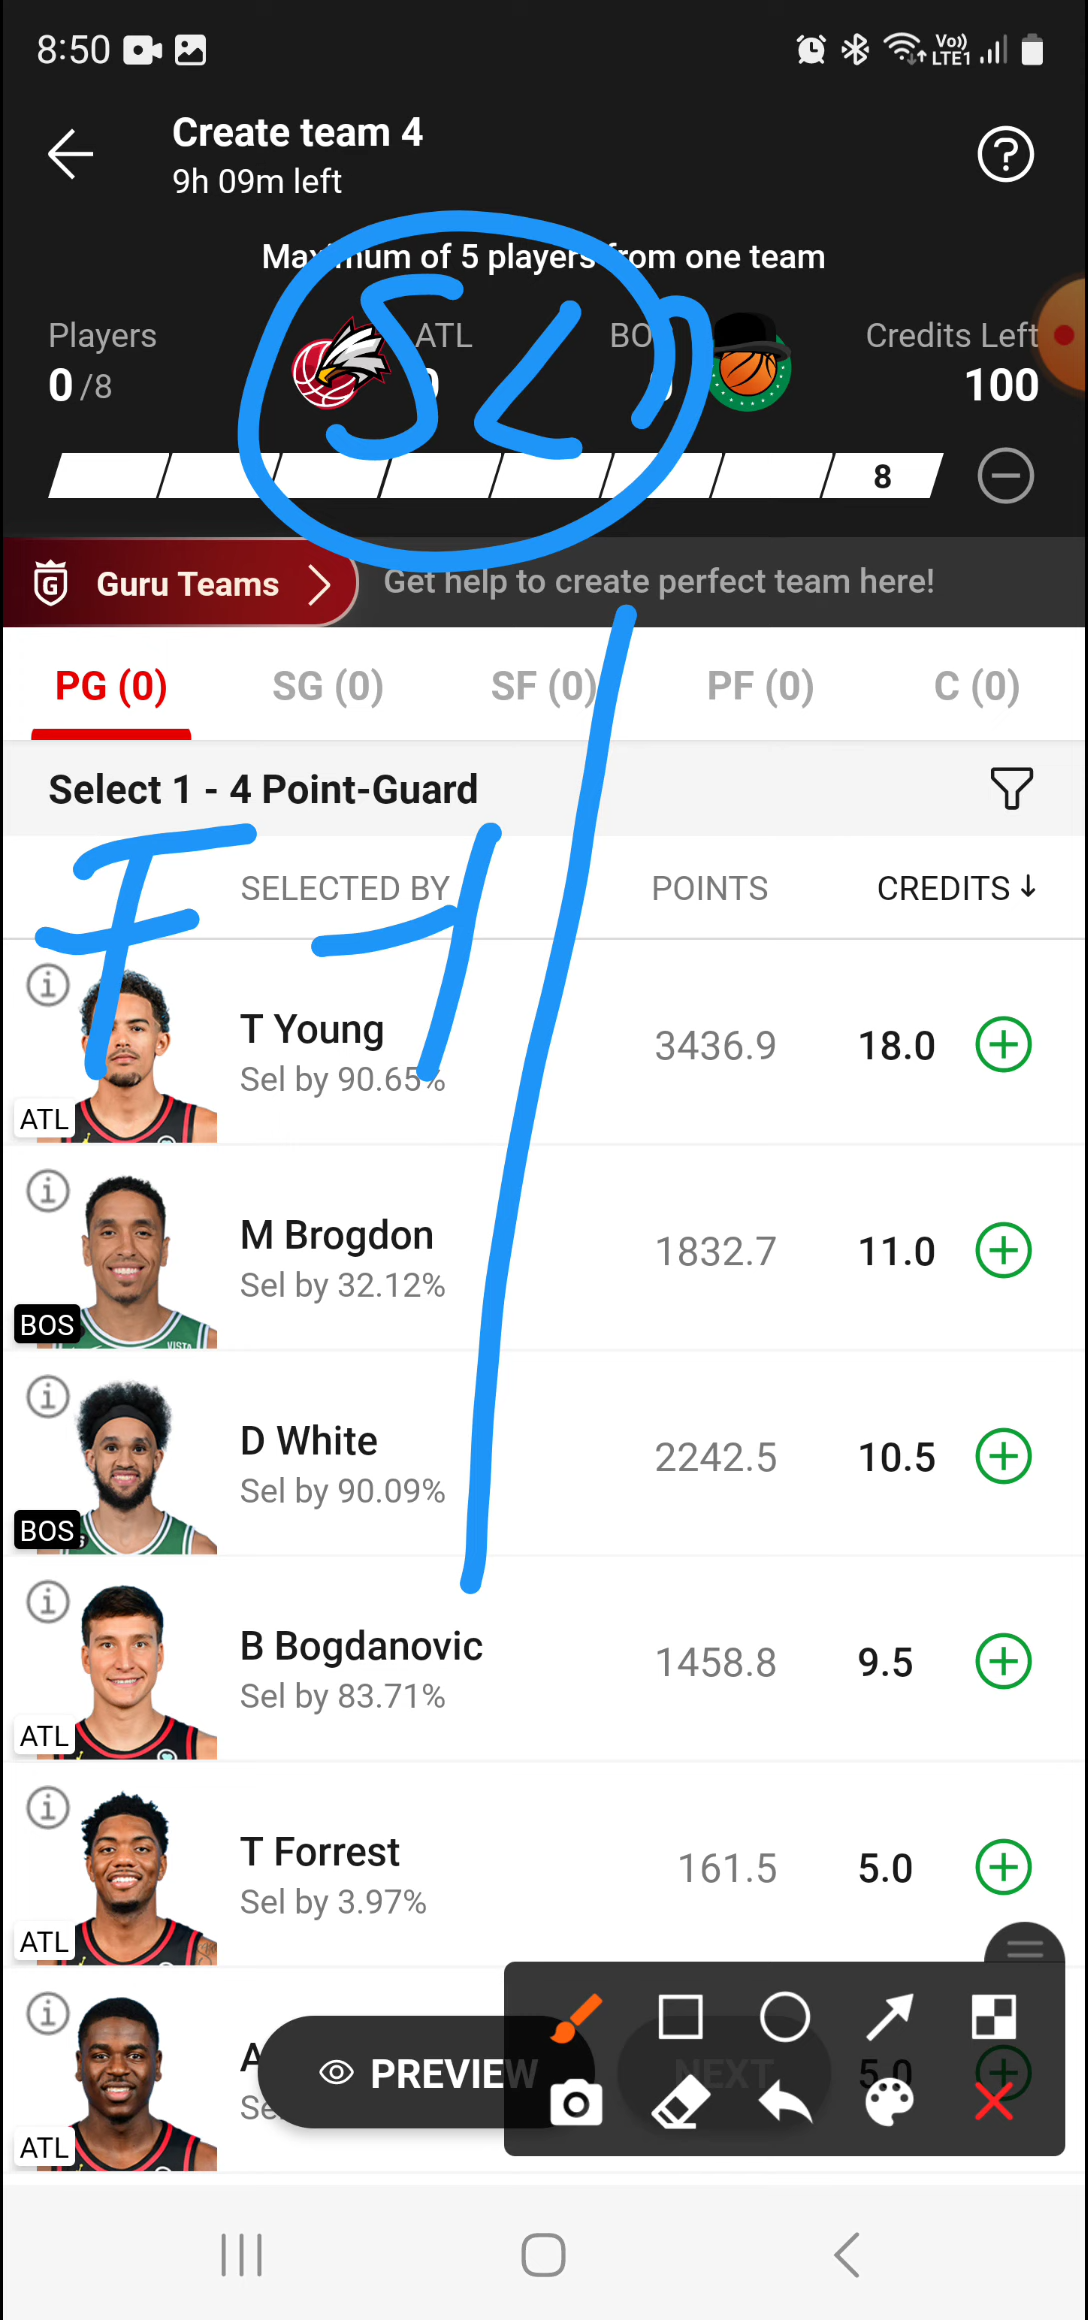 8:50 Vo)) LTE1
Create team 4
9h 09m left
Maximum of 5 players from one team
Players ATL Credits Left
0/8 100
8
G Guru Teams Get help to create perfect team here!
PG (0) SG (0) SF (0) PF (0) C (0)
Select 1 - 4 Point-Guard
SELECTED BY POINTS CREDITS ↓
T Young 3436.9 18.0
Sel by 90.65%
ATL
M Brogdon 1832.7 11.0
Sel by 32.12%
BOS
D White 2242.5 10.5
Sel by 90.09%
BOS
B Bogdanovic 1458.8 9.5
Sel by 83.71%
ATL
T Forrest 161.5 5.0
Sel by 3.97%
ATL
PREVIEW NEXT 5.0
ATL